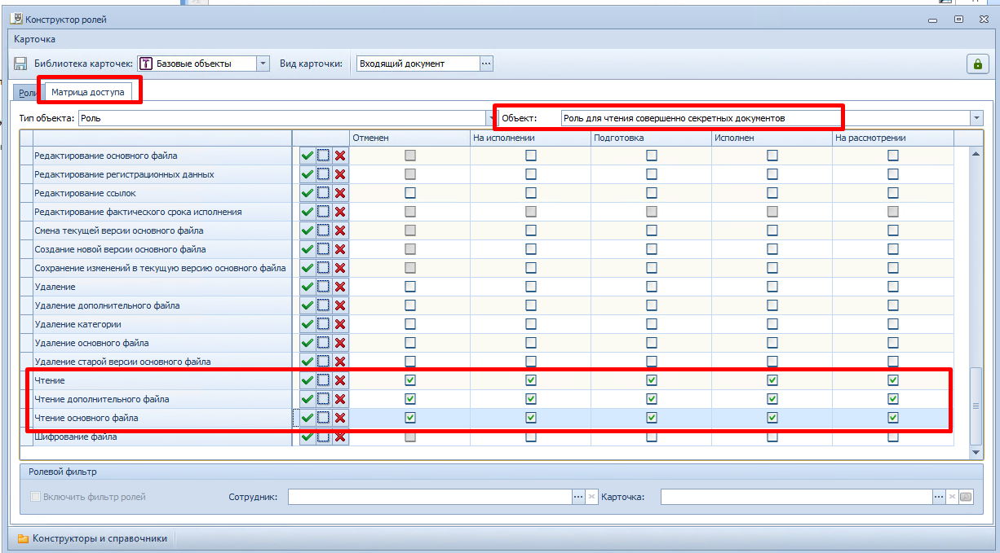 Конструктор ролей
Карточка
Библиотека карточек: Базовые объекты Вид карточки: Входящий документ ...
Роли Матрица доступа
Тип объекта: Роль Объект: Роль для чтения совершенно секретных документов
Отменен На исполнении Подготовка Исполнен На рассмотрении
Редактирование основного файла
Редактирование регистрационных данных
Редактирование ссылок
Редактирование фактического срока исполнения
Смена текущей версии основного файла
Создание новой версии основного файла
Сохранение изменений в текущую версию основного файла
Удаление
Удаление дополнительного файла
Удаление категории
Удаление основного файла
Удаление старой версии основного файла
Чтение
Чтение дополнительного файла
Чтение основного файла
Шифрование файла
Ролевой фильтр
Включить фильтр ролей Сотрудник: ... Карточка: ...
Конструкторы и справочники